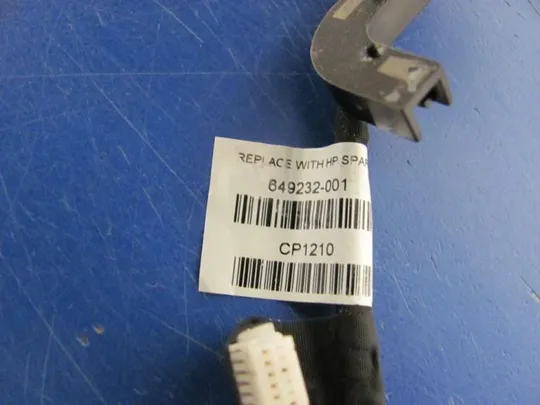 REPLACE WITH HP SPAR
649232-001
CP1210